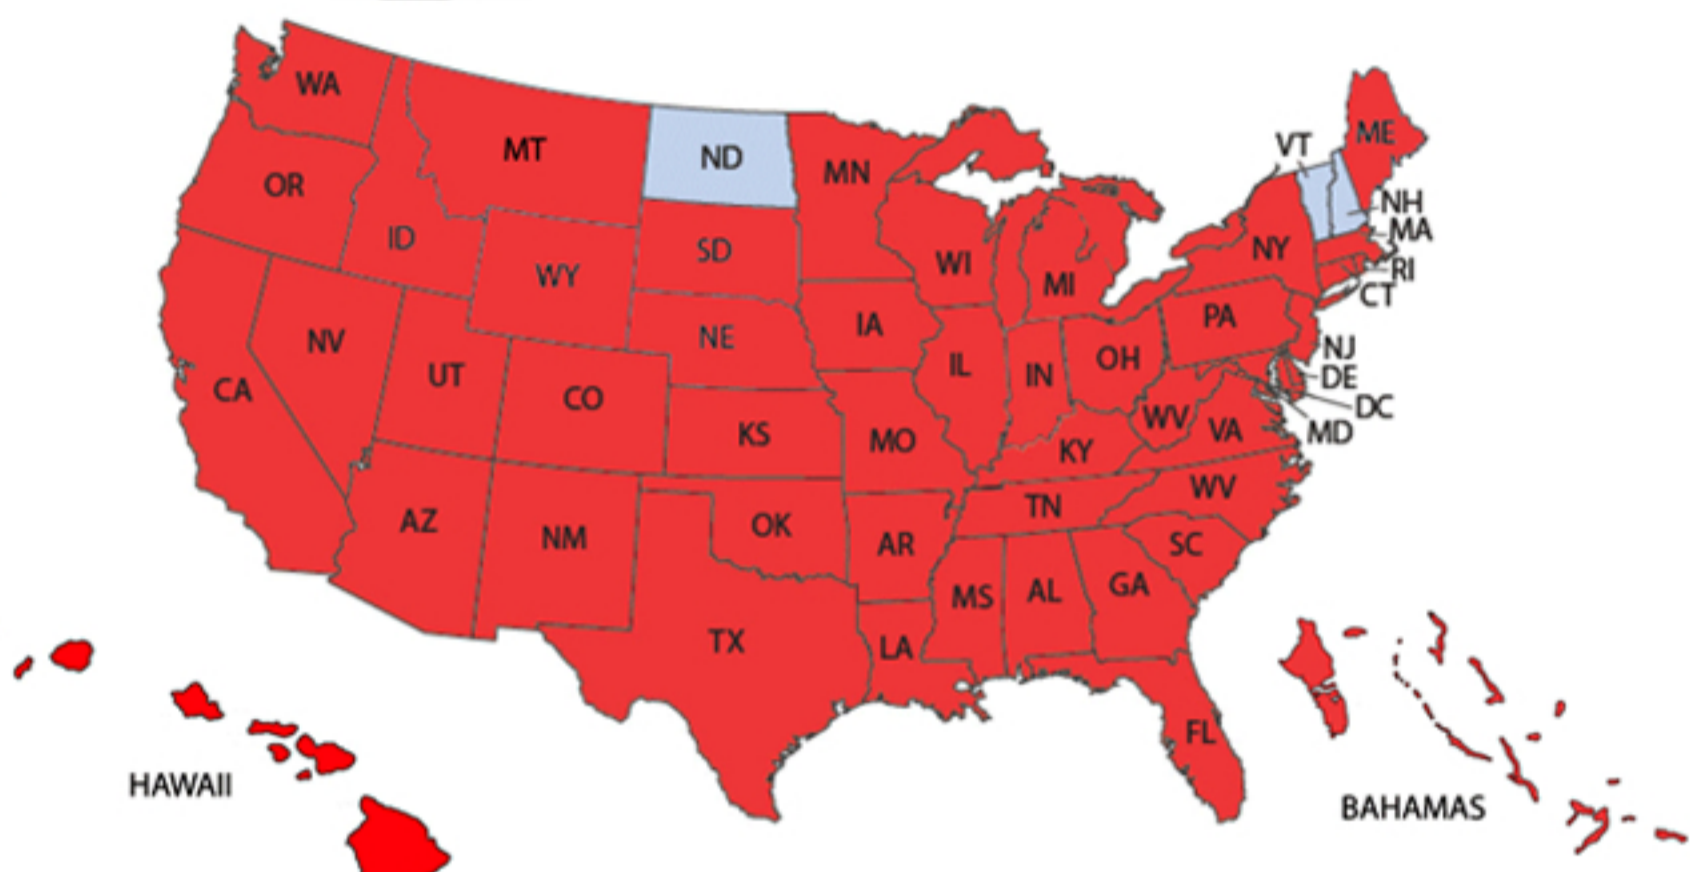 WA
MT
ND
MN
OR
ID
WY
SD
WI
MI
VT
ME
NH
MA
NY
RI
CT
NV
UT
CO
NE
IA
IL
IN
OH
PA
NJ
DE
DC
MD
CA
KS
MO
KY
WV
VA
AZ
NM
OK
AR
TN
WV
SC
TX
LA
MS
AL
GA
FL
HAWAII
BAHAMAS